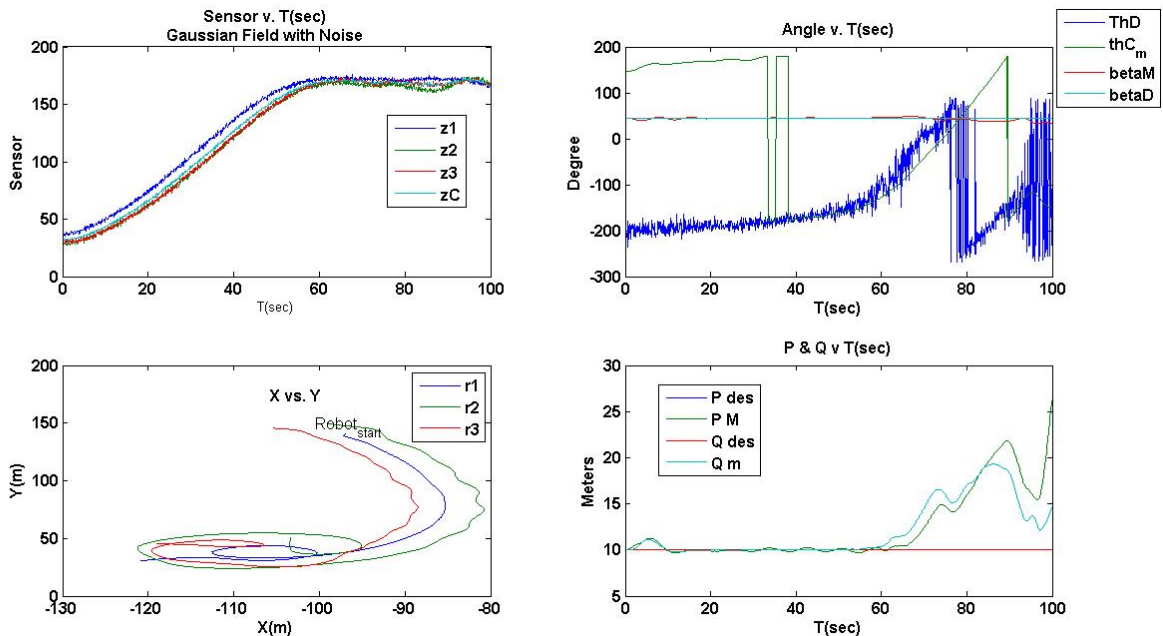 Sensor v. T(sec)
Gaussian Field with Noise
200
150
100
50
0
Sensor
z1
z2
z3
zC
0 20 40 60 80 100
T(sec)
Angle v. T(sec)
200
100
0
-100
-200
-300
Degree
ThD
thC_m
betaM
betaD
0 20 40 60 80 100
T(sec)
200
150
100
50
0
Y(m)
X vs. Y
Robot_start
r1
r2
r3
-130 -120 -110 -100 -90 -80
X(m)
P & Q v T(sec)
30
25
20
15
10
5
Meters
P des
P M
Q des
Q m
0 20 40 60 80 100
T(sec)